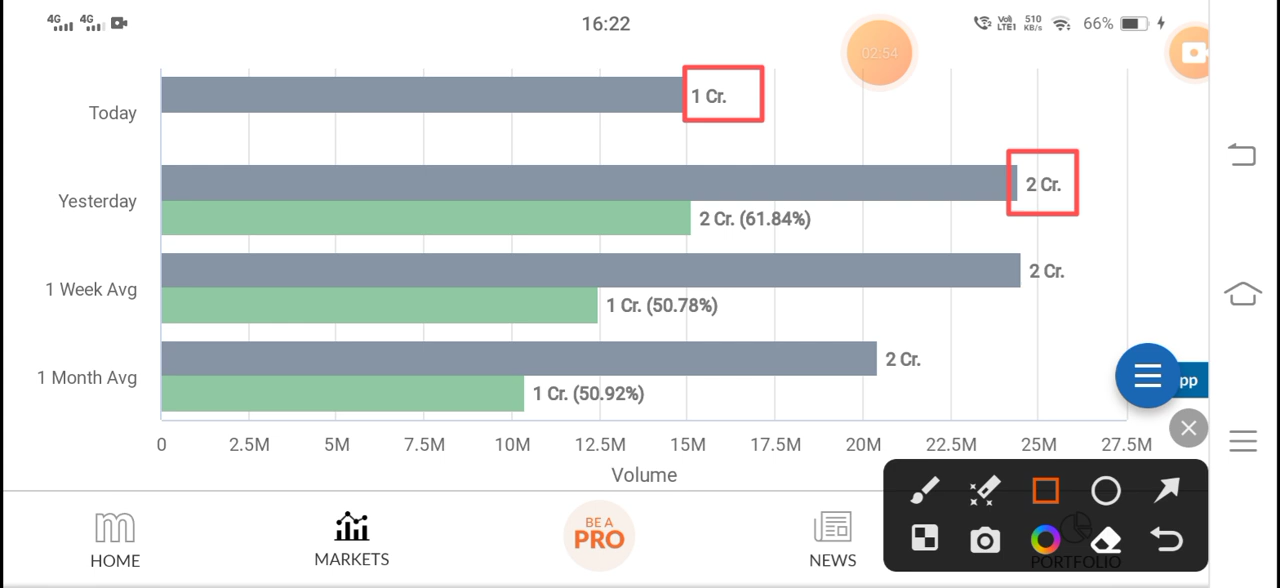 4G 4G 16:22 Vo) LTE1 510 KB/s 66%
02:54
Today 1 Cr.
Yesterday 2 Cr.
2 Cr. (61.84%)
1 Week Avg 2 Cr.
1 Cr. (50.78%)
1 Month Avg 2 Cr.
1 Cr. (50.92%)
pp
0 2.5M 5M 7.5M 10M 12.5M 15M 17.5M 20M 22.5M 25M 27.5M
Volume
m
BE A
PRO
HOME MARKETS NEWS PORTFOLIO